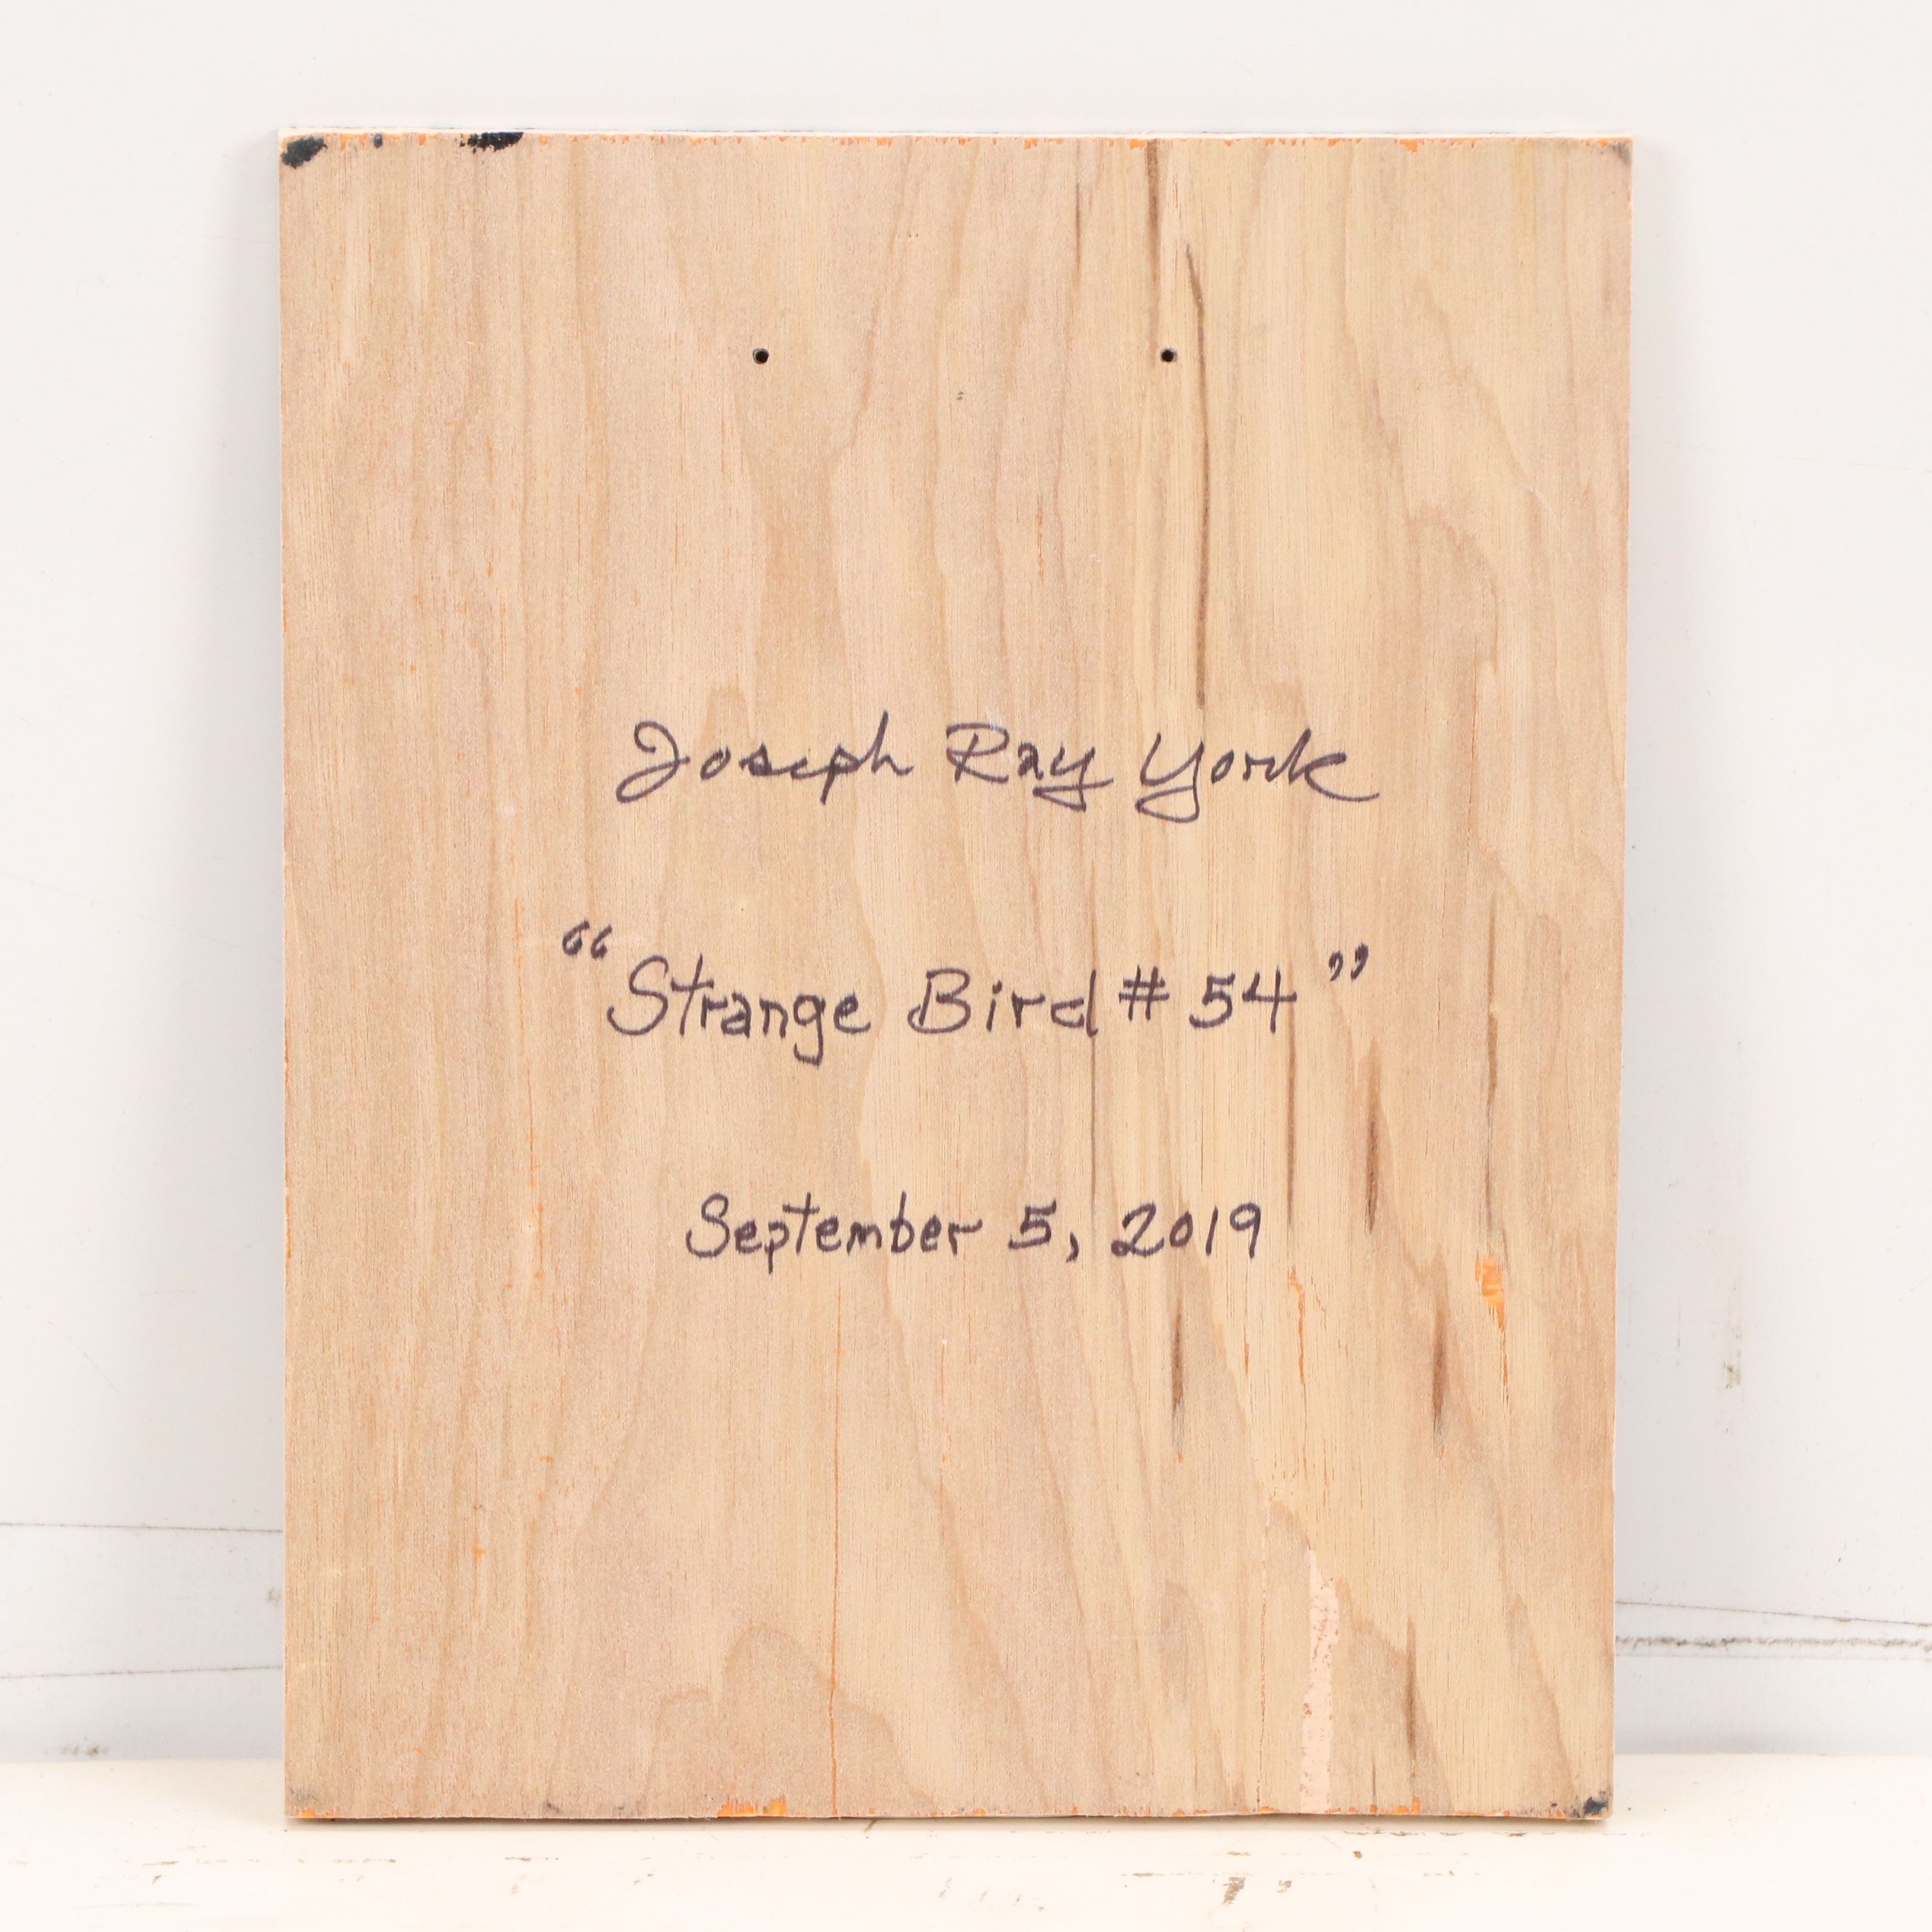 Joseph Ray York
“Strange Bird # 54”
September 5, 2019